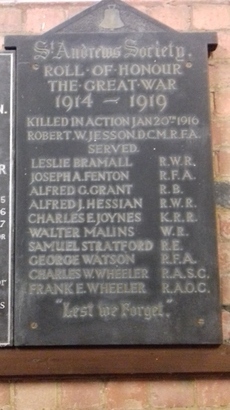 St Andrews Society.
ROLL OF HONOUR
THE GREAT WAR
1914 – 1919
KILLED IN ACTION JAN 20TH 1916
ROBERT. W. JESSON. D.C.M. R.F.A.
SERVED.
LESLIE BRAMALL R.W.R.
JOSEPH A. FENTON R.F.A.
ALFRED G. GRANT R.B.
ALFRED J. HESSIAN R.W.R.
CHARLES E. JOYNES K.R.R.
WALTER MALINS W.R.
SAMUEL STRATFORD R.E.
GEORGE WATSON R.F.A.
CHARLES W. WHEELER R.A.S.C.
FRANK E. WHEELER R.A.O.C.
"Lest we Forget."